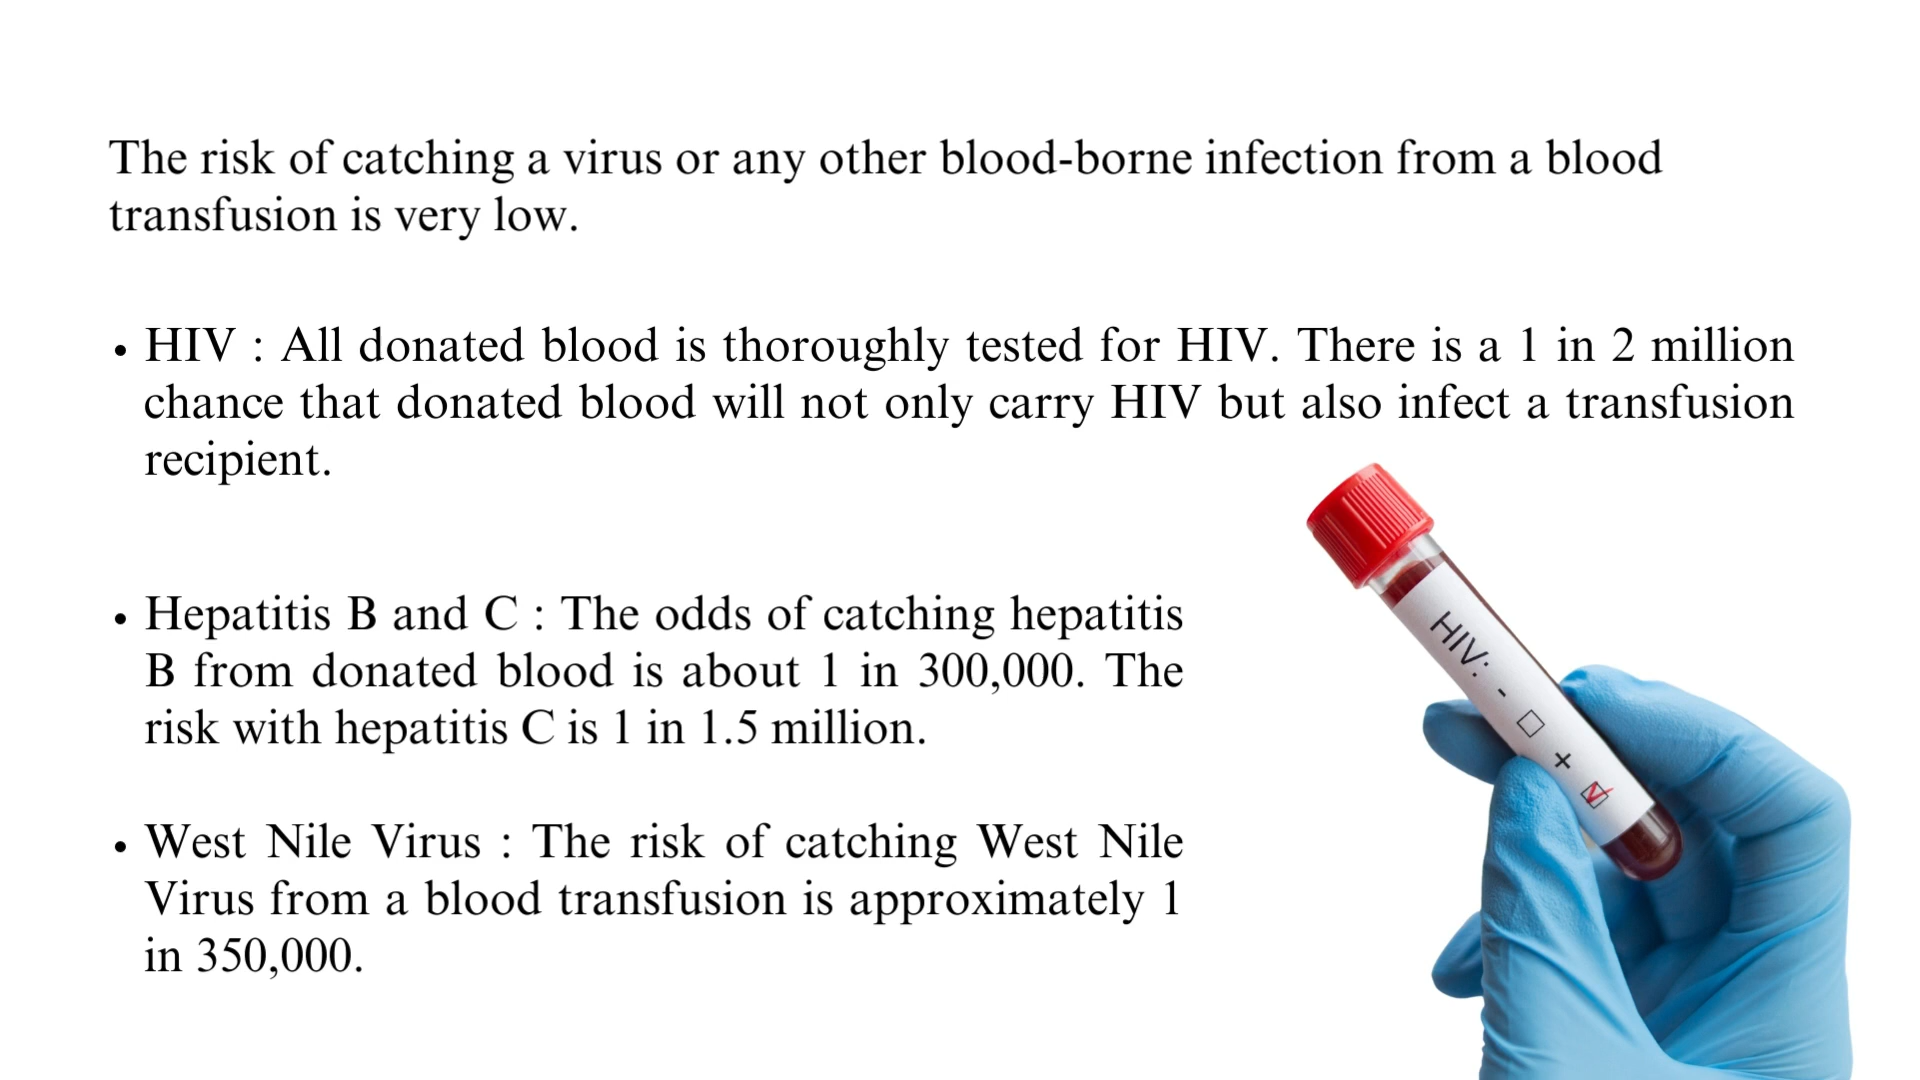 The risk of catching a virus or any other blood-borne infection from a blood
transfusion is very low.
• HIV : All donated blood is thoroughly tested for HIV. There is a 1 in 2 million
chance that donated blood will not only carry HIV but also infect a transfusion
recipient.
• Hepatitis B and C : The odds of catching hepatitis
B from donated blood is about 1 in 300,000. The
risk with hepatitis C is 1 in 1.5 million.
• West Nile Virus : The risk of catching West Nile
Virus from a blood transfusion is approximately 1
in 350,000.
HIV: - ☐ + ☑